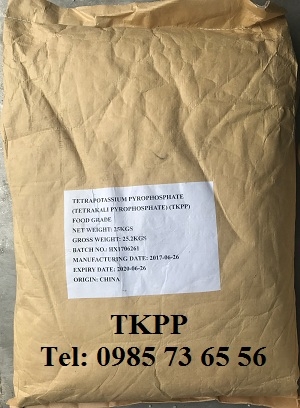 TETRAPOTASSIUM PYROPHOSPHATE
(TETRAKALI PYROPHOSPHATE) (TKPP)
FOOD GRADE
NET WEIGHT: 25KGS
GROSS WEIGHT: 25.2KGS
BATCH NO.: HX1706261
MANUFACTURING DATE: 2017-06-26
EXPIRY DATE: 2020-06-26
ORIGIN: CHINA
TKPP
Tel: 0985 73 65 56